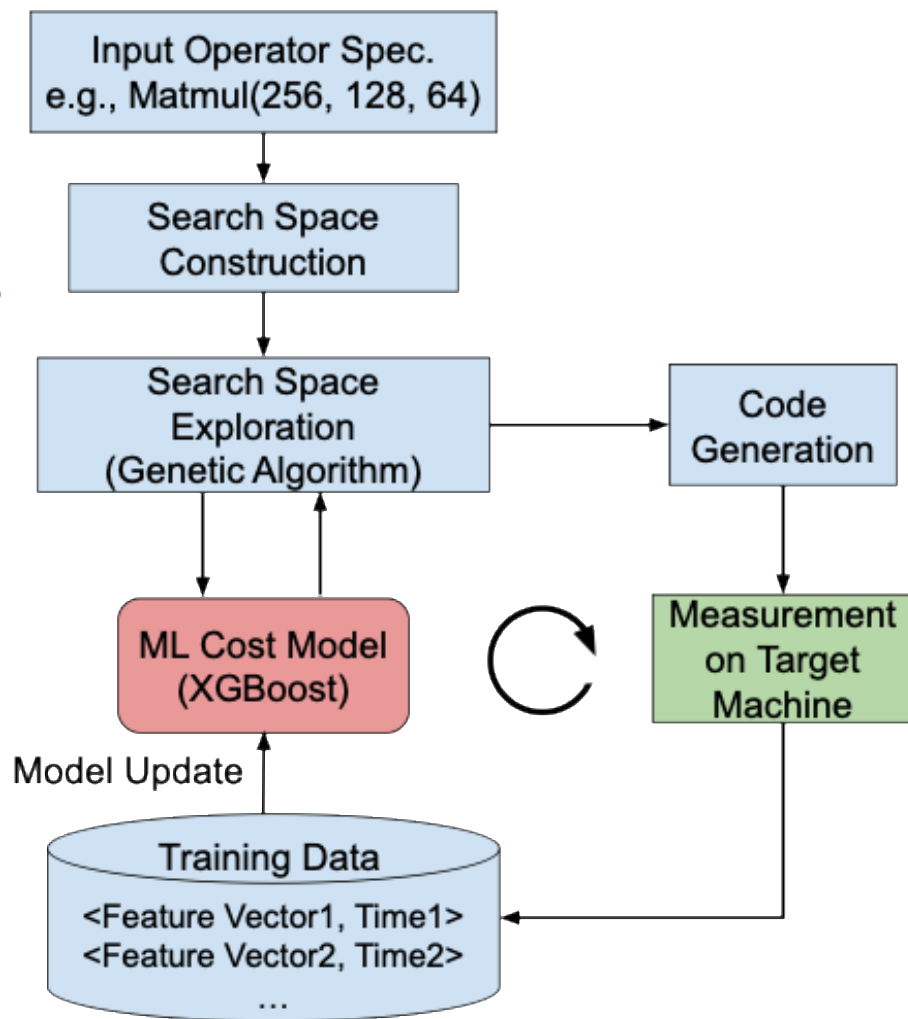 Input Operator Spec.
e.g., Matmul(256, 128, 64)
Search Space
Construction
Search Space
Exploration
(Genetic Algorithm)
Code
Generation
ML Cost Model
(XGBoost)
Measurement
on Target
Machine
Model Update
Training Data
<Feature Vector1, Time1>
<Feature Vector2, Time2>
...